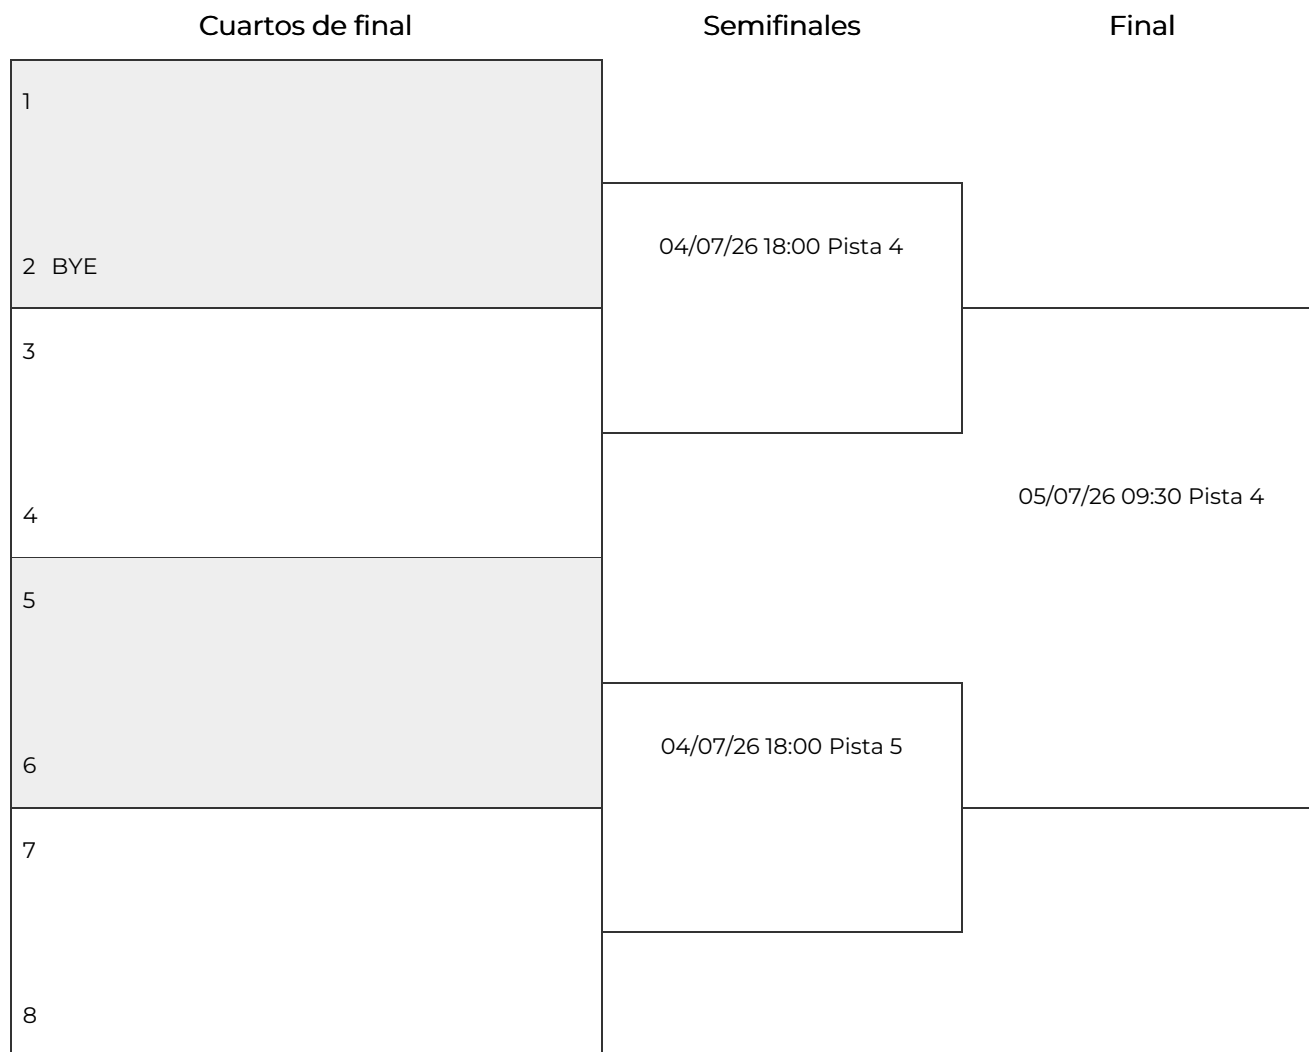 Cuartos de final
Semifinales
Final
1
2 BYE
3
4
5
6
7
8
04/07/26 18:00 Pista 4
04/07/26 18:00 Pista 5
05/07/26 09:30 Pista 4